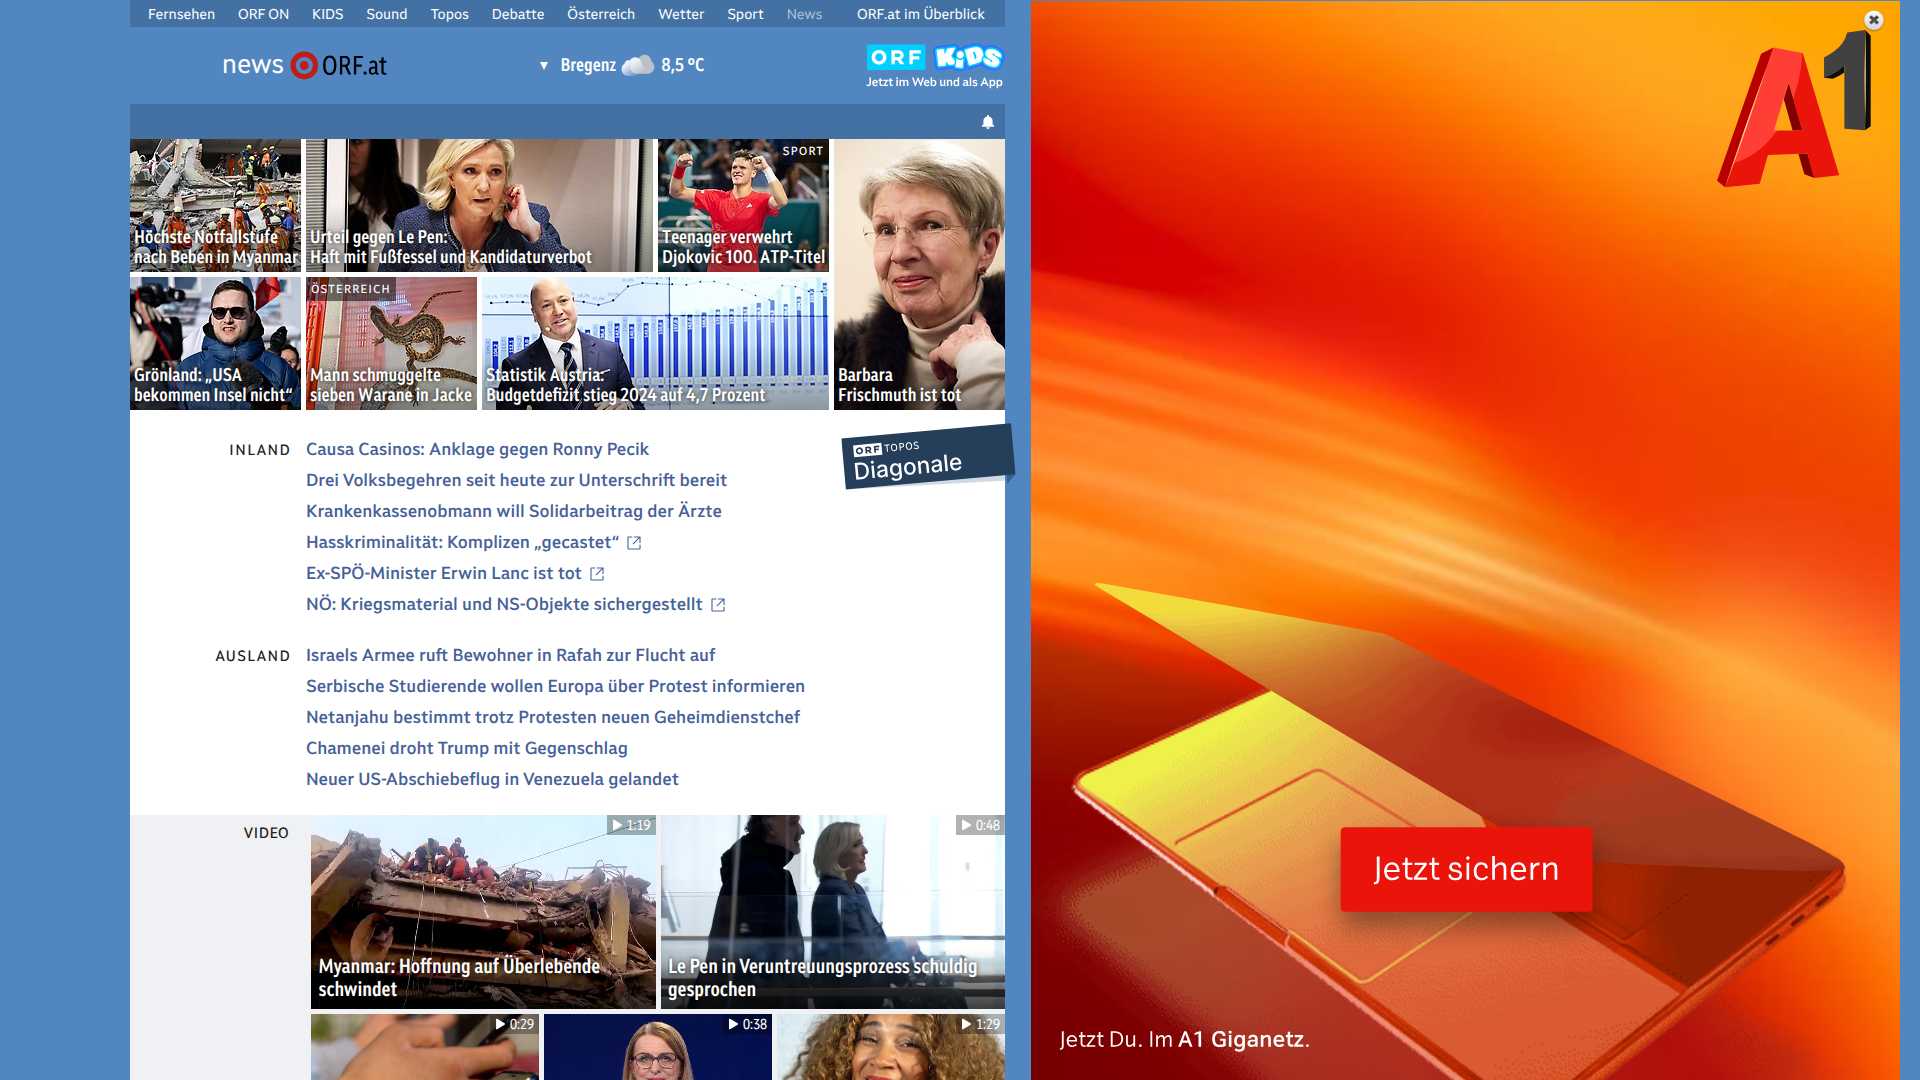 Fernsehen ORF ON KIDS Sound Topos Debatte Österreich Wetter Sport News ORF.at im Überblick
news ORF.at
▼ Bregenz 8,5 °C
ORF KiDS
Jetzt im Web und als App
A1
Höchste Notfallstufe
nach Beben in Myanmar
Urteil gegen Le Pen:
Haft mit Fußfessel und Kandidaturverbot
SPORT
Teenager verwehrt
Djokovic 100. ATP-Titel
Grönland: „USA
bekommen Insel nicht“
ÖSTERREICH
Mann schmuggelte
sieben Warane in Jacke
Statistik Austria:
Budgetdefizit stieg 2024 auf 4,7 Prozent
Barbara
Frischmuth ist tot
INLAND
Causa Casinos: Anklage gegen Ronny Pecik
Drei Volksbegehren seit heute zur Unterschrift bereit
Krankenkassenobmann will Solidarbeitrag der Ärzte
Hasskriminalität: Komplizen „gecastet“
Ex-SPÖ-Minister Erwin Lanc ist tot
NÖ: Kriegsmaterial und NS-Objekte sichergestellt
ORF TOPOS
Diagonale
AUSLAND
Israels Armee ruft Bewohner in Rafah zur Flucht auf
Serbische Studierende wollen Europa über Protest informieren
Netanjahu bestimmt trotz Protesten neuen Geheimdienstchef
Chamenei droht Trump mit Gegenschlag
Neuer US-Abschiebeflug in Venezuela gelandet
VIDEO
1:19
Myanmar: Hoffnung auf Überlebende
schwindet
0:48
Le Pen in Veruntreuungsprozess schuldig
gesprochen
0:29
0:38
1:29
Jetzt sichern
Jetzt Du. Im A1 Giganetz.